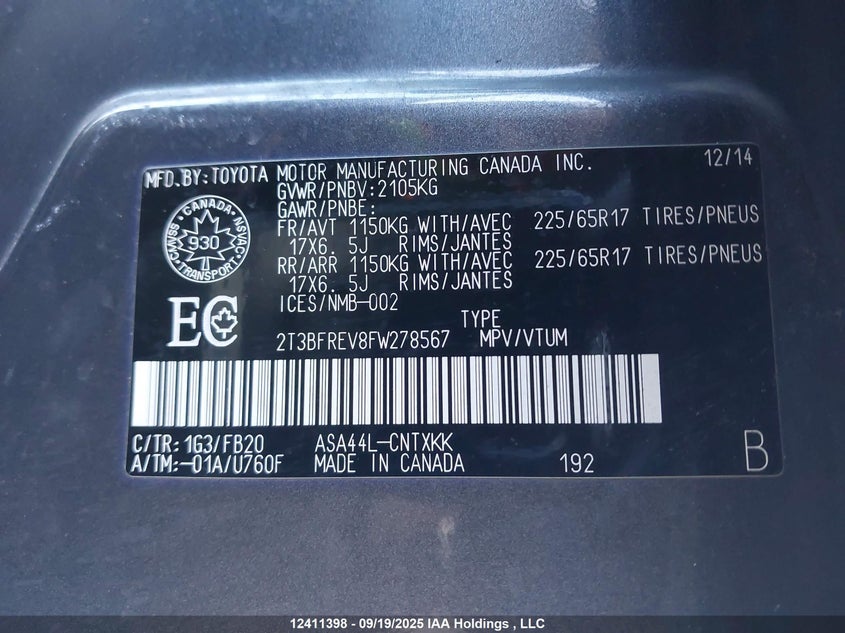 MFD.BY:TOYOTA MOTOR MANUFACTURING CANADA INC. 12/14
GVWR/PNBV:2105KG
GAWR/PNBE:
FR/AVT 1150KG WITH/AVEC 225/65R17 TIRES/PNEUS
17X6.5J RIMS/JANTES
RR/ARR 1150KG WITH/AVEC 225/65R17 TIRES/PNEUS
17X6.5J RIMS/JANTES
ICES/NMB-002
CANADA
CMVSS
NSVAC
930
TRANSPORT
EC
TYPE
2T3BFREV8FW278567 MPV/VTUM
C/TR:1G3/FB20 ASA44L-CNTXKK
A/TM:-01A/U760F MADE IN CANADA 192 B
12411398 - 09/19/2025 IAA Holdings , LLC